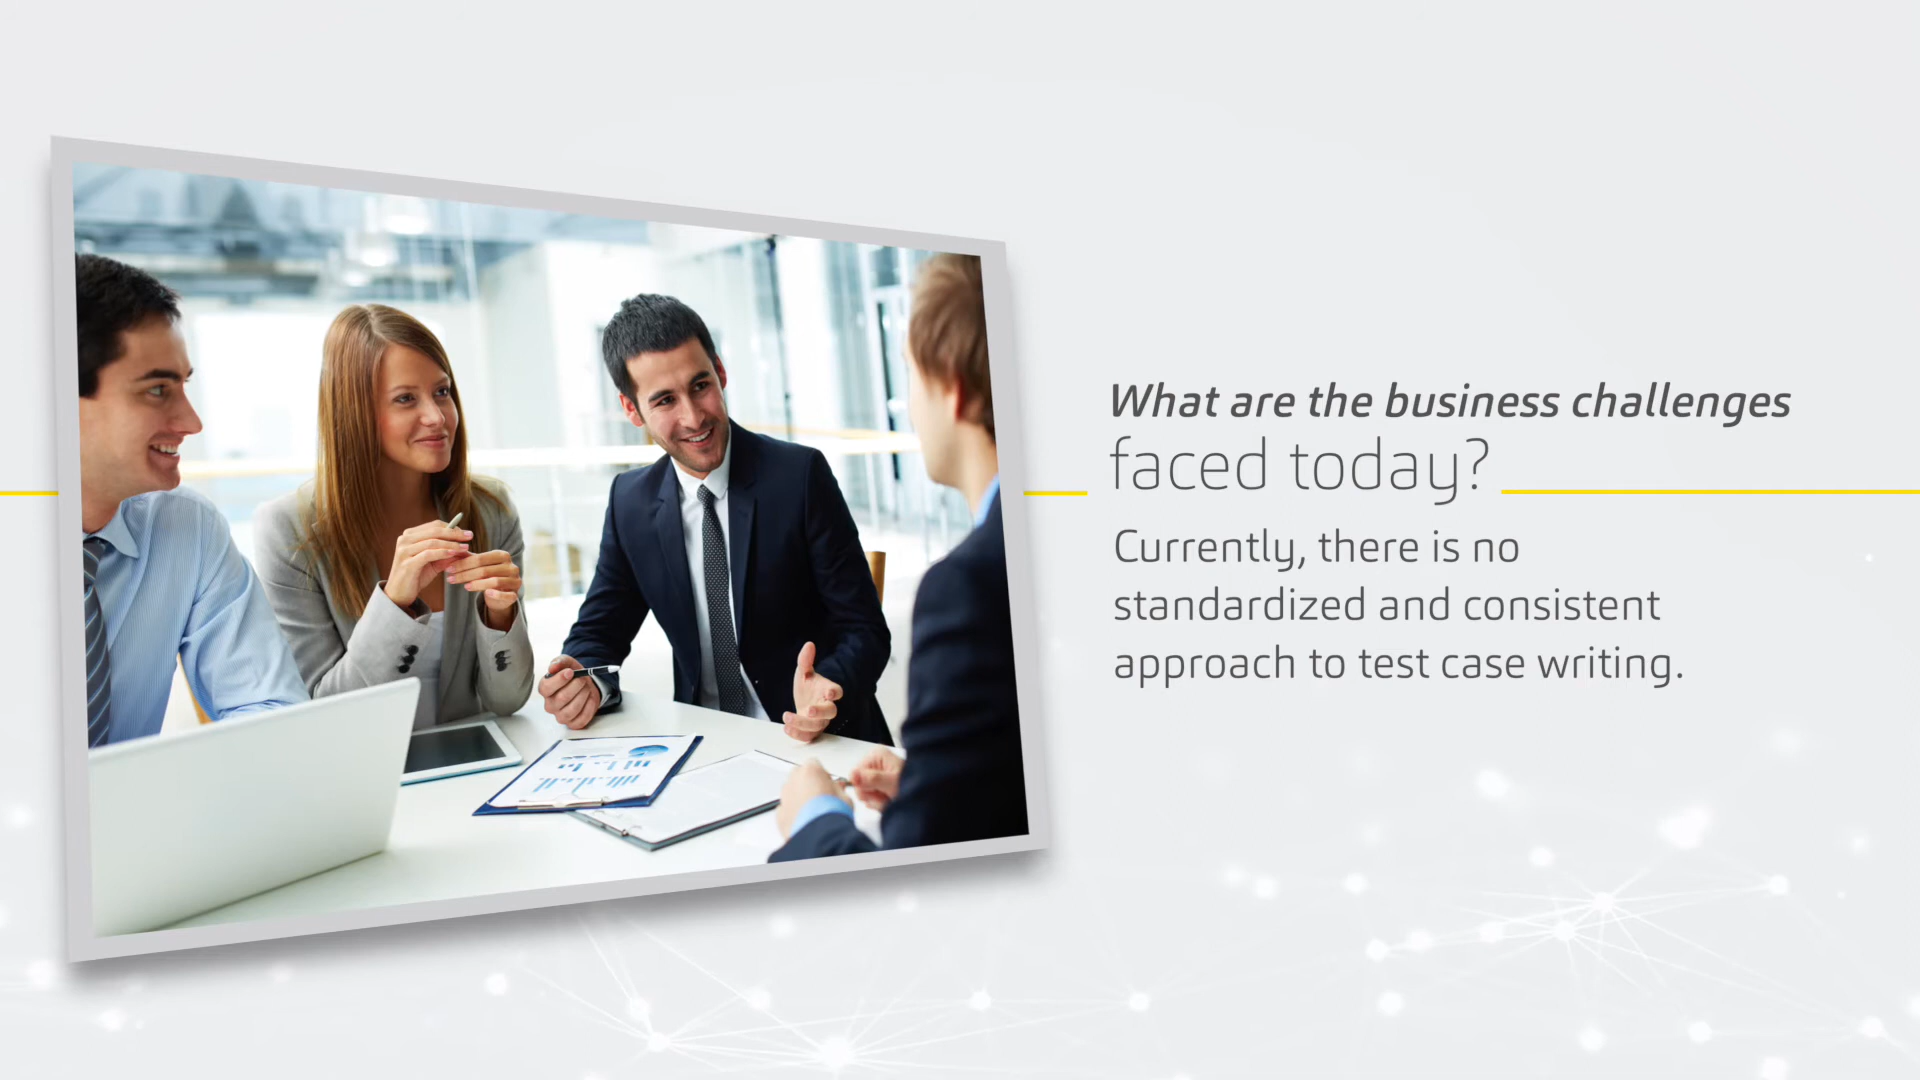 What are the business challenges
faced today?
Currently, there is no
standardized and consistent
approach to test case writing.